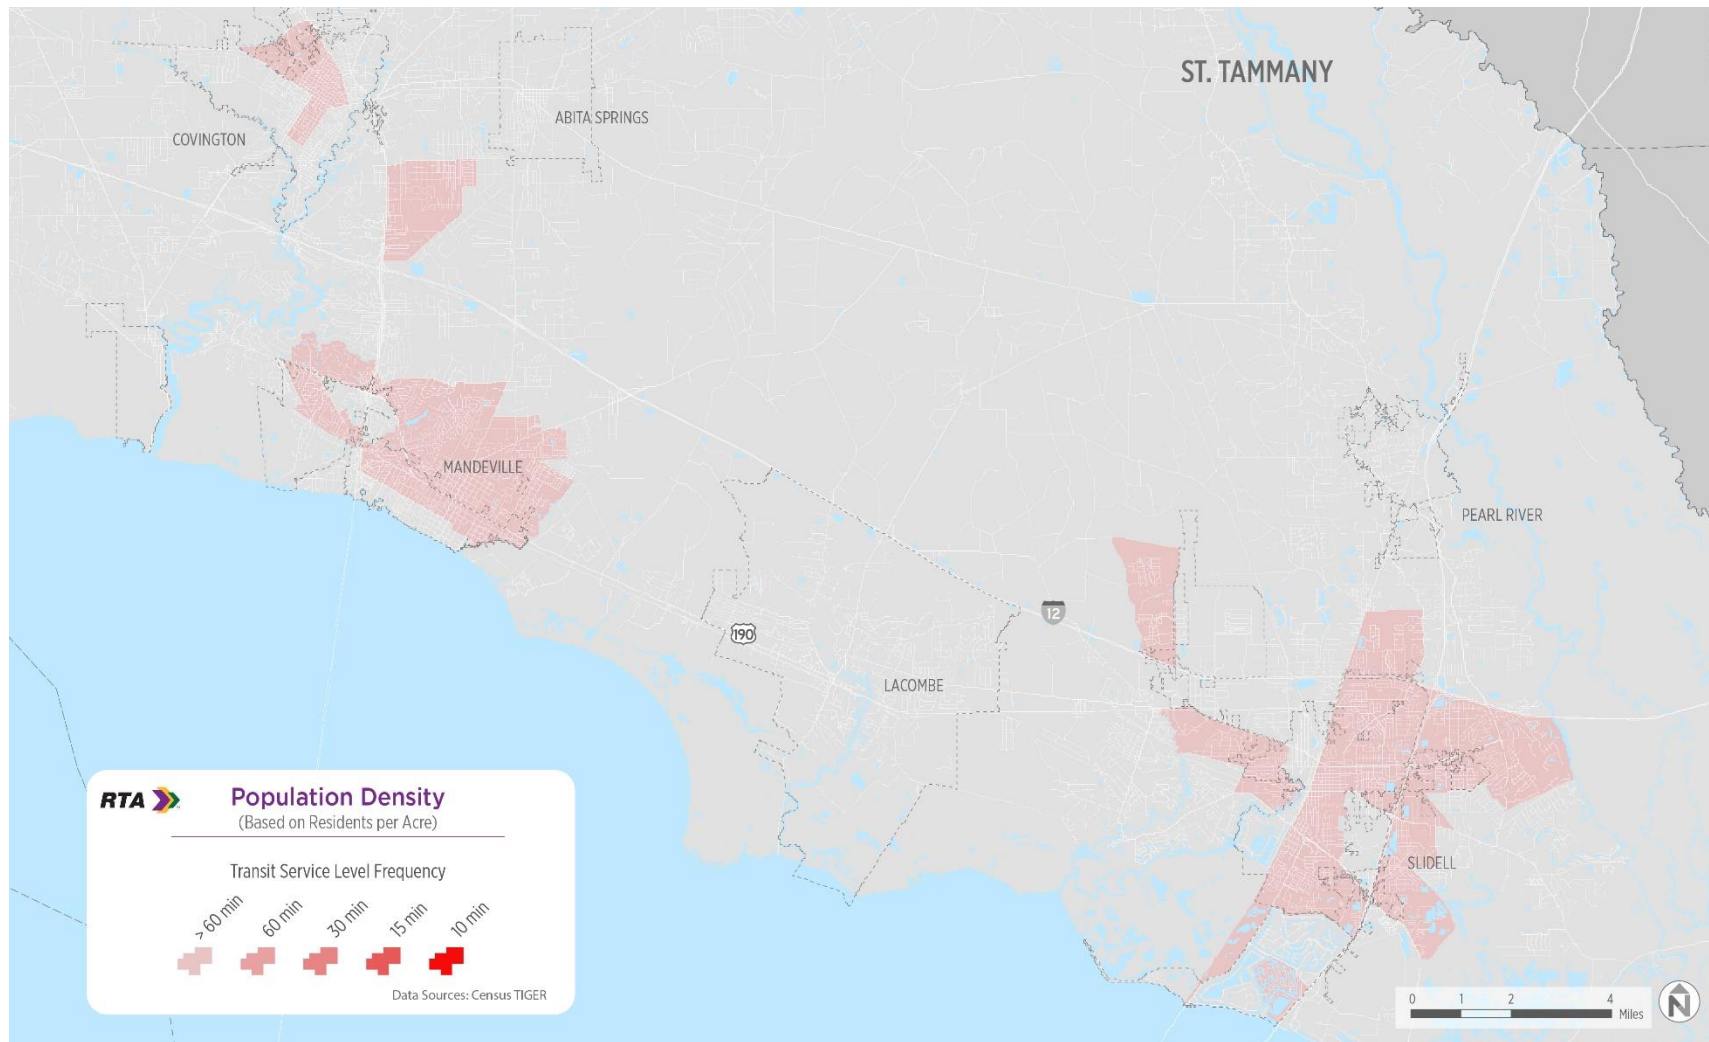 ST. TAMMANY
ABITA SPRINGS
COVINGTON
MANDEVILLE
PEARL RIVER
12
190
LACOMBE
SLIDELL
RTA
Population Density
(Based on Residents per Acre)
Transit Service Level Frequency
> 60 min
60 min
30 min
15 min
10 min
Data Sources: Census TIGER
0 1 2 4
Miles
N